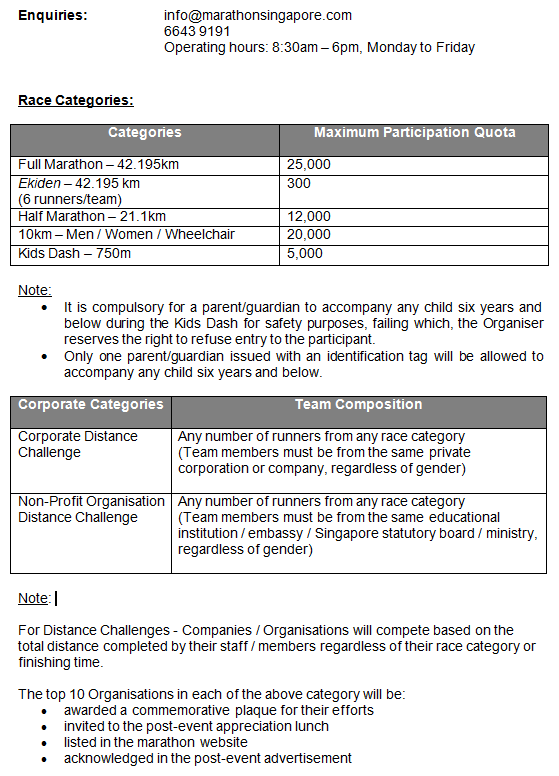 Enquiries: info@marathonsingapore.com
6643 9191
Operating hours: 8:30am – 6pm, Monday to Friday
Race Categories:
Categories Maximum Participation Quota
Full Marathon – 42.195km 25,000
Ekiden – 42.195 km 300
(6 runners/team)
Half Marathon – 21.1km 12,000
10km – Men / Women / Wheelchair 20,000
Kids Dash – 750m 5,000
Note:
• It is compulsory for a parent/guardian to accompany any child six years and
below during the Kids Dash for safety purposes, failing which, the Organiser
reserves the right to refuse entry to the participant.
• Only one parent/guardian issued with an identification tag will be allowed to
accompany any child six years and below.
Corporate Categories Team Composition
Corporate Distance Any number of runners from any race category
Challenge (Team members must be from the same private
corporation or company, regardless of gender)
Non-Profit Organisation Any number of runners from any race category
Distance Challenge (Team members must be from the same educational
institution / embassy / Singapore statutory board / ministry,
regardless of gender)
Note:
For Distance Challenges - Companies / Organisations will compete based on the
total distance completed by their staff / members regardless of their race category or
finishing time.
The top 10 Organisations in each of the above category will be:
• awarded a commemorative plaque for their efforts
• invited to the post-event appreciation lunch
• listed in the marathon website
• acknowledged in the post-event advertisement